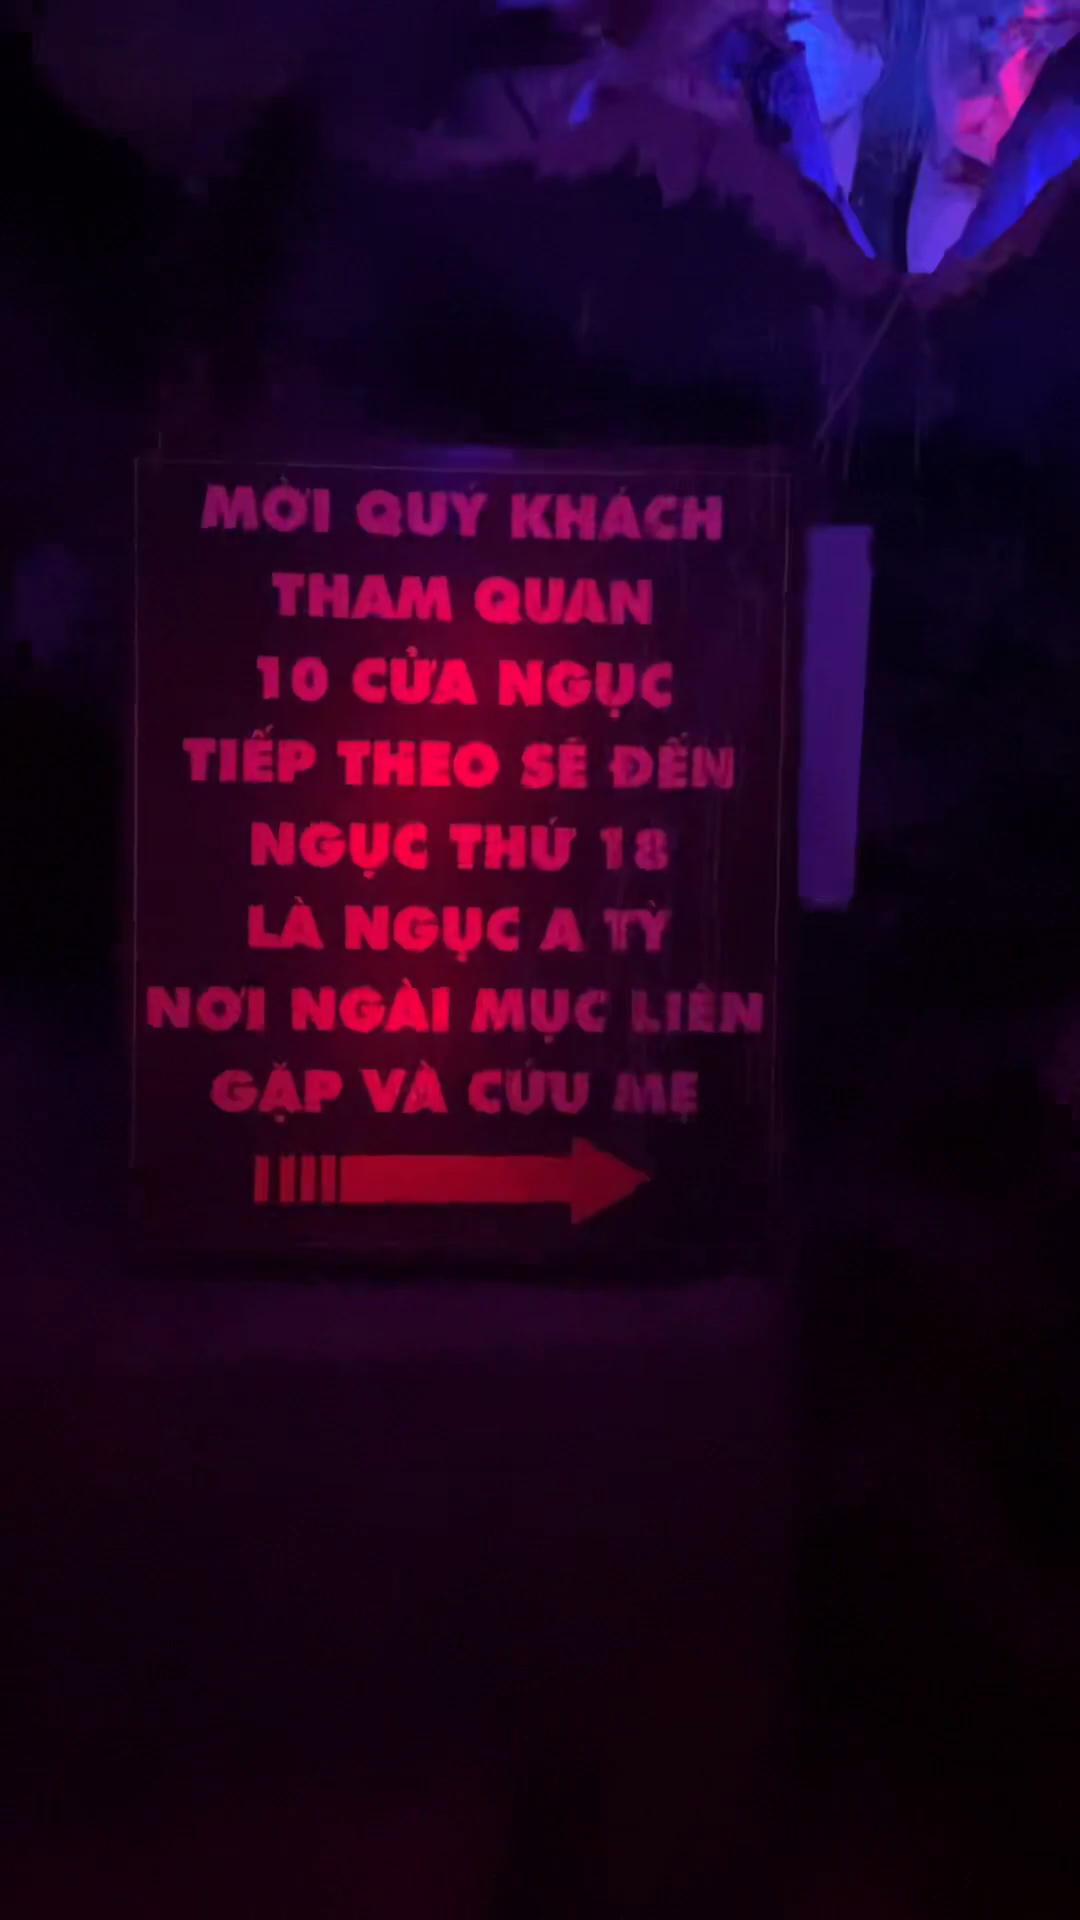 MỜI QUÝ KHÁCH
THAM QUAN
10 CỬA NGỤC
TIẾP THEO SẼ ĐẾN
NGỤC THỨ 18
LÀ NGỤC A TỲ
NƠI NGÀI MỤC LIÊN
GẶP VÀ CỨU MẸ